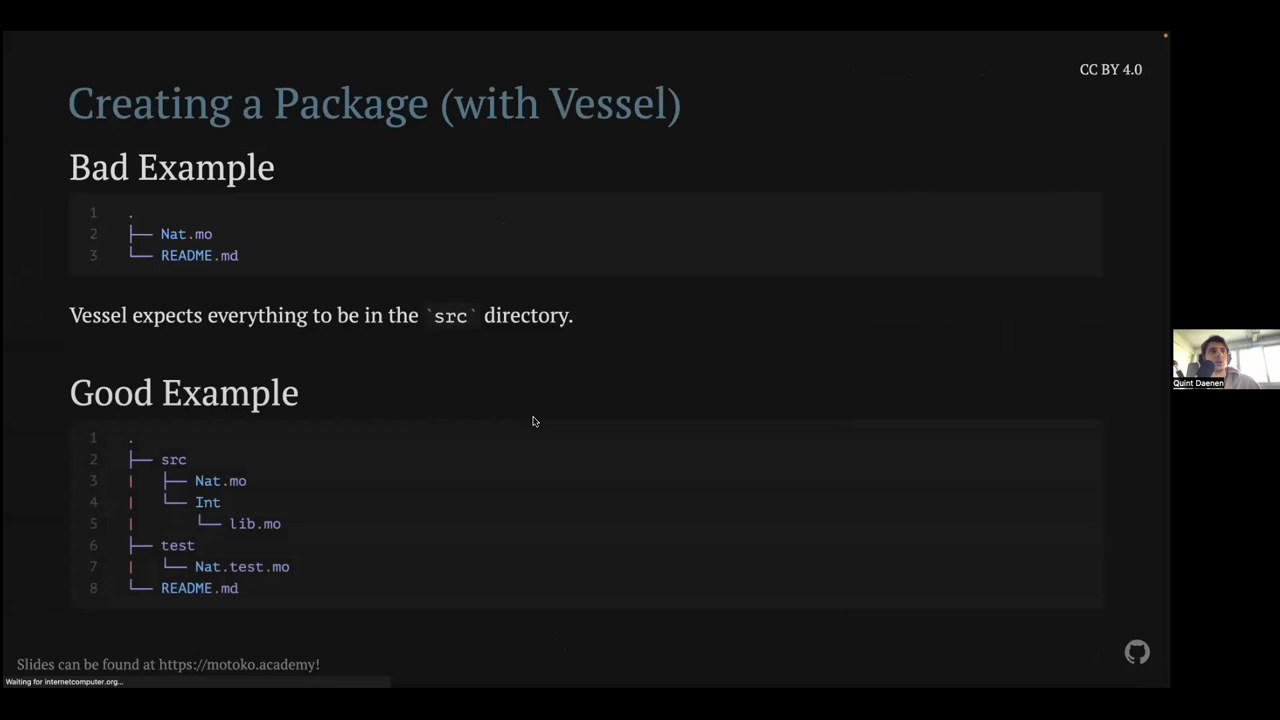 CC BY 4.0
Creating a Package (with Vessel)
Bad Example
1 .
2 ├── Nat.mo
3 └── README.md
Vessel expects everything to be in the `src` directory.
Good Example
1 .
2 ├── src
3 | ├── Nat.mo
4 | └── Int
5 | └── lib.mo
6 ├── test
7 | └── Nat.test.mo
8 └── README.md
Quint Daenen
Slides can be found at https://motoko.academy!
Waiting for internetcomputer.org...